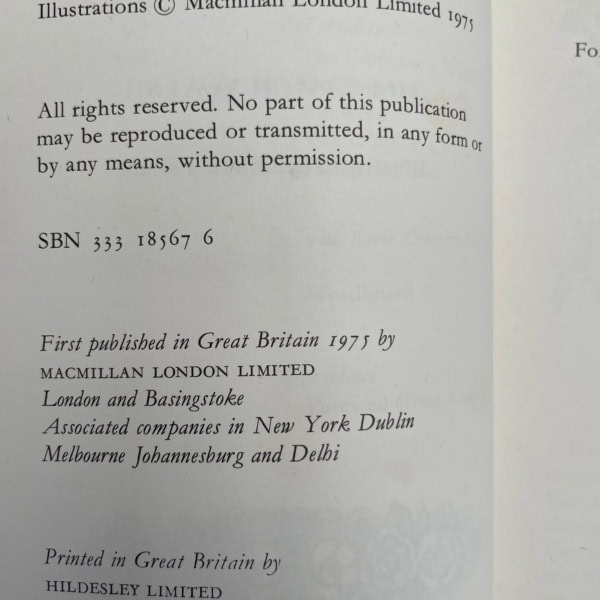 Illustrations © Macmillan London Limited 1975
Fo
All rights reserved. No part of this publication
may be reproduced or transmitted, in any form or
by any means, without permission.
SBN 333 18567 6
First published in Great Britain 1975 by
MACMILLAN LONDON LIMITED
London and Basingstoke
Associated companies in New York Dublin
Melbourne Johannesburg and Delhi
Printed in Great Britain by
HILDESLEY LIMITED